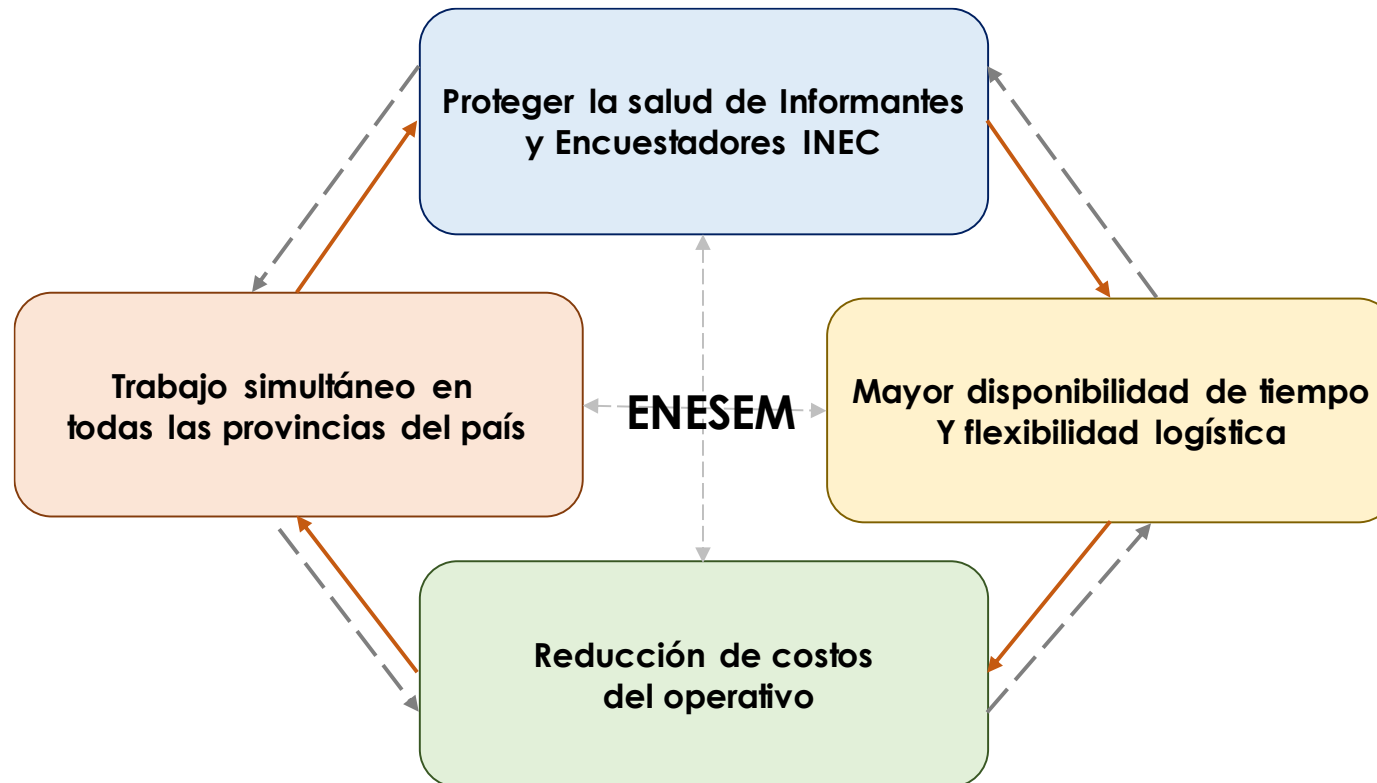 Proteger la salud de Informantes
y Encuestadores INEC
Trabajo simultáneo en
todas las provincias del país
ENESEM
Mayor disponibilidad de tiempo
Y flexibilidad logística
Reducción de costos
del operativo